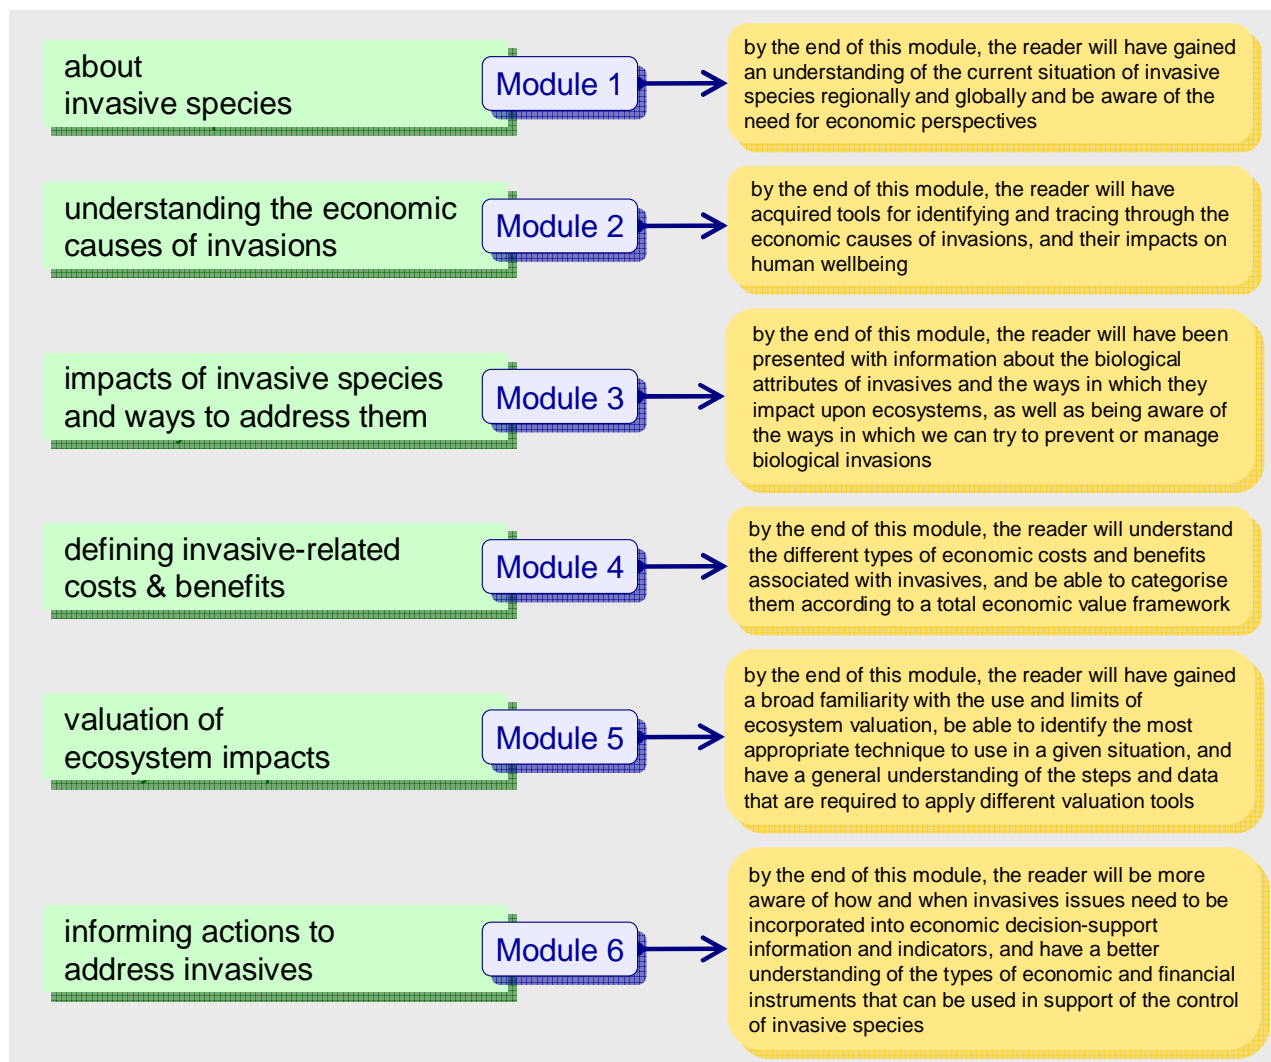 about
invasive species
Module 1
by the end of this module, the reader will have gained
an understanding of the current situation of invasive
species regionally and globally and be aware of the
need for economic perspectives
understanding the economic
causes of invasions
Module 2
by the end of this module, the reader will have
acquired tools for identifying and tracing through the
economic causes of invasions, and their impacts on
human wellbeing
impacts of invasive species
and ways to address them
Module 3
by the end of this module, the reader will have been
presented with information about the biological
attributes of invasives and the ways in which they
impact upon ecosystems, as well as being aware of
the ways in which we can try to prevent or manage
biological invasions
defining invasive-related
costs & benefits
Module 4
by the end of this module, the reader will understand
the different types of economic costs and benefits
associated with invasives, and be able to categorise
them according to a total economic value framework
valuation of
ecosystem impacts
Module 5
by the end of this module, the reader will have gained
a broad familiarity with the use and limits of
ecosystem valuation, be able to identify the most
appropriate technique to use in a given situation, and
have a general understanding of the steps and data
that are required to apply different valuation tools
informing actions to
address invasives
Module 6
by the end of this module, the reader will be more
aware of how and when invasives issues need to be
incorporated into economic decision-support
information and indicators, and have a better
understanding of the types of economic and financial
instruments that can be used in support of the control
of invasive species